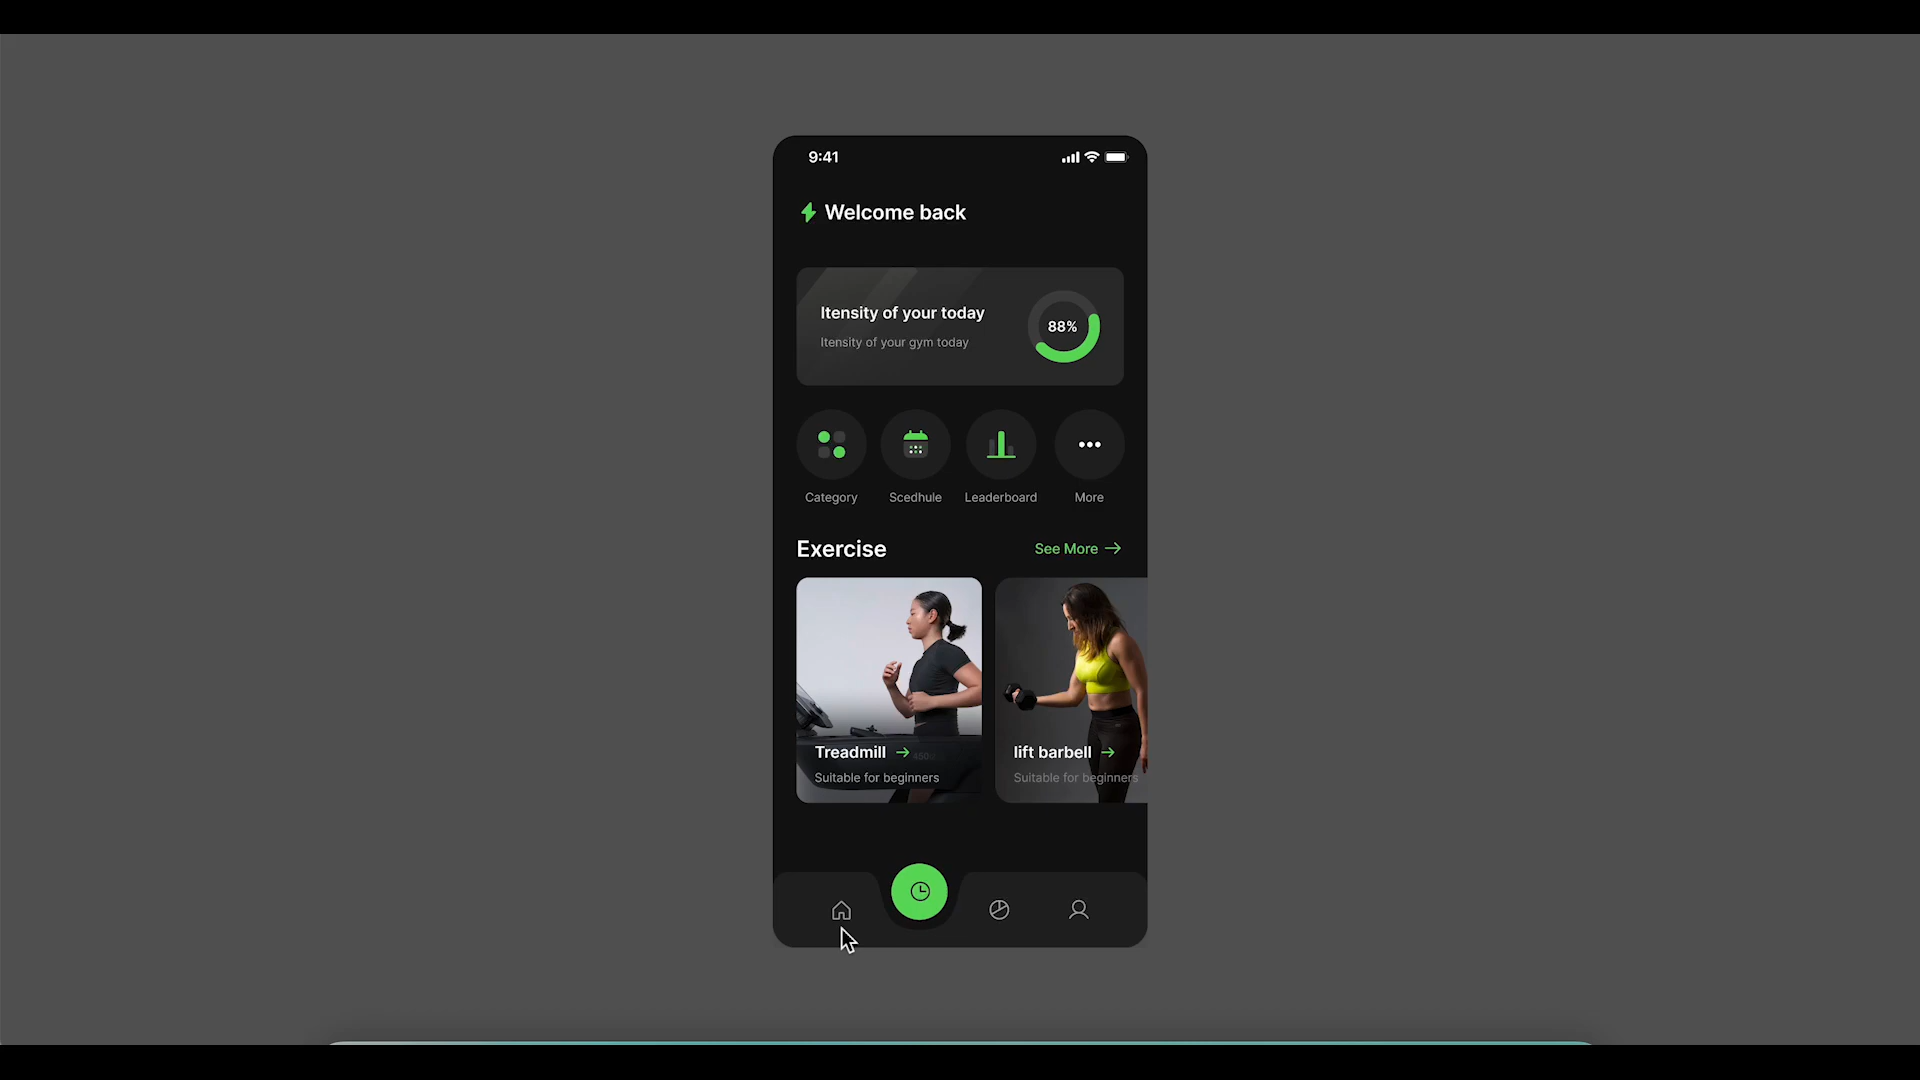 9:41
Welcome back
Itensity of your today
Itensity of your gym today
88%
Category
Scedhule
Leaderboard
More
Exercise
See More
Treadmill
450
Suitable for beginners
lift barbell
Suitable for beginners